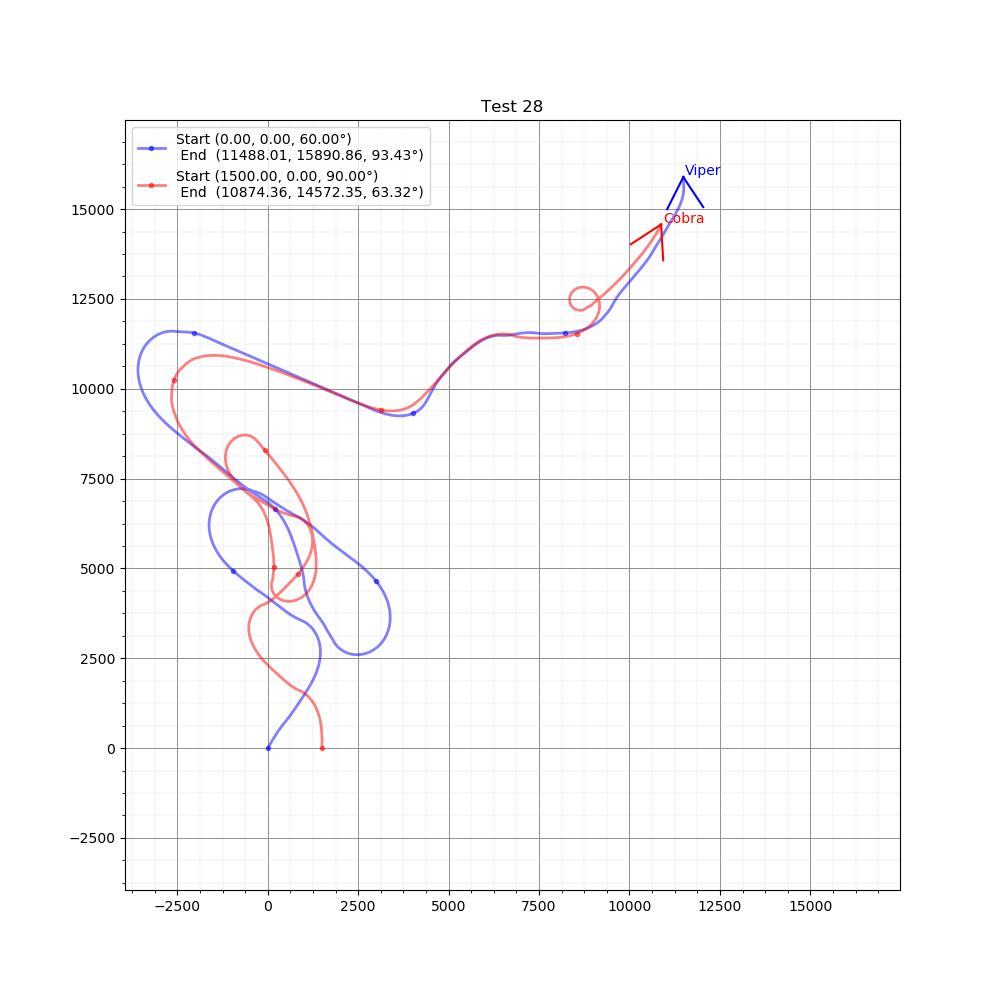 Test 28
Start (0.00, 0.00, 60.00°)
End (11488.01, 15890.86, 93.43°)
Start (1500.00, 0.00, 90.00°)
End (10874.36, 14572.35, 63.32°)
Viper
Cobra
15000
12500
10000
7500
5000
2500
0
−2500
−2500 0 2500 5000 7500 10000 12500 15000